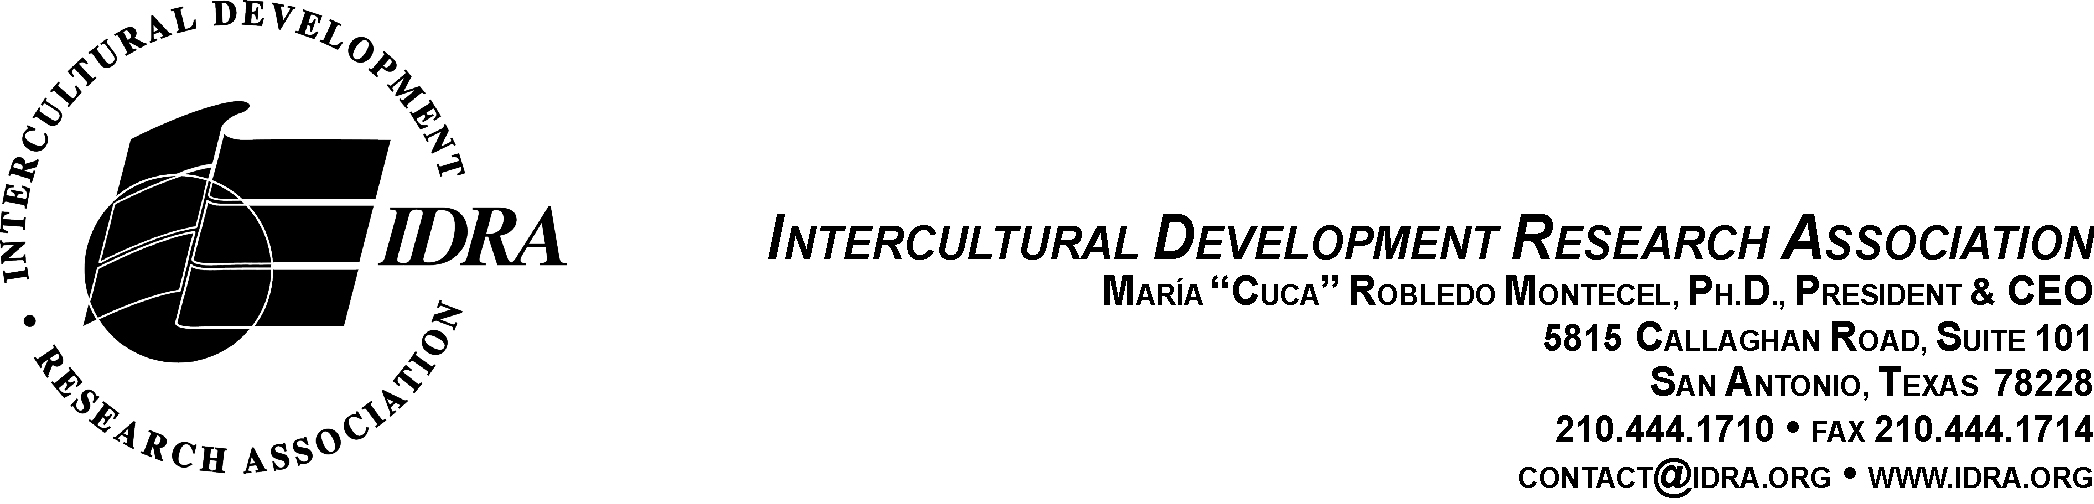 INTERCULTURAL DEVELOPMENT
• RESEARCH ASSOCIATION
IDRA
INTERCULTURAL DEVELOPMENT RESEARCH ASSOCIATION
MARÍA “CUCA” ROBLEDO MONTECEL, PH.D., PRESIDENT & CEO
5815 CALLAGHAN ROAD, SUITE 101
SAN ANTONIO, TEXAS 78228
210.444.1710 • FAX 210.444.1714
CONTACT@IDRA.ORG • WWW.IDRA.ORG